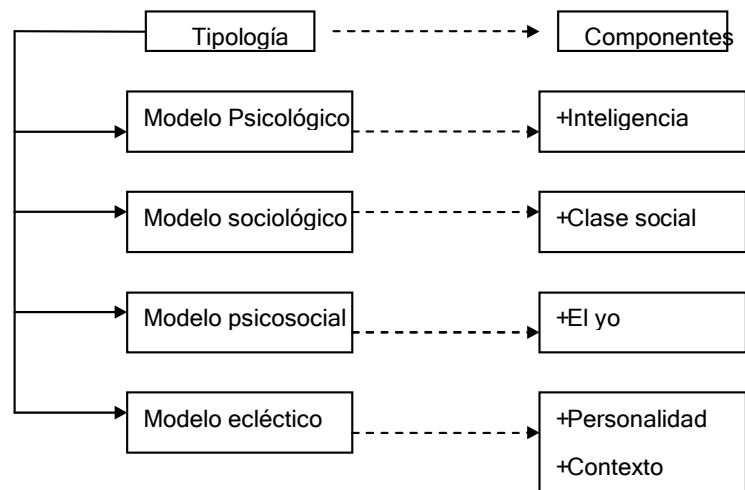 Tipología
Componentes
Modelo Psicológico
+Inteligencia
Modelo sociológico
+Clase social
Modelo psicosocial
+El yo
Modelo ecléctico
+Personalidad
+Contexto